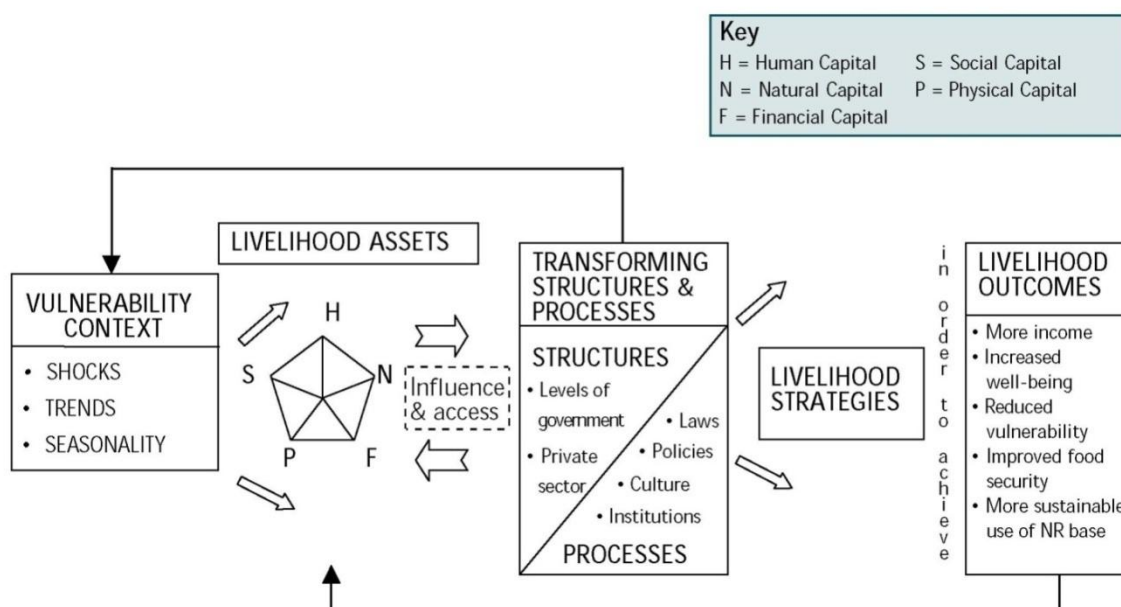 Key
H = Human Capital S = Social Capital
N = Natural Capital P = Physical Capital
F = Financial Capital
LIVELIHOOD ASSETS
VULNERABILITY
CONTEXT
• SHOCKS
• TRENDS
• SEASONALITY
H
S
N
P
F
Influence
& access
TRANSFORMING
STRUCTURES &
PROCESSES
STRUCTURES
• Levels of
government
• Private
sector
• Laws
• Policies
• Culture
• Institutions
PROCESSES
LIVELIHOOD
STRATEGIES
in order to achieve
LIVELIHOOD
OUTCOMES
• More income
• Increased
well-being
• Reduced
vulnerability
• Improved food
security
• More sustainable
use of NR base